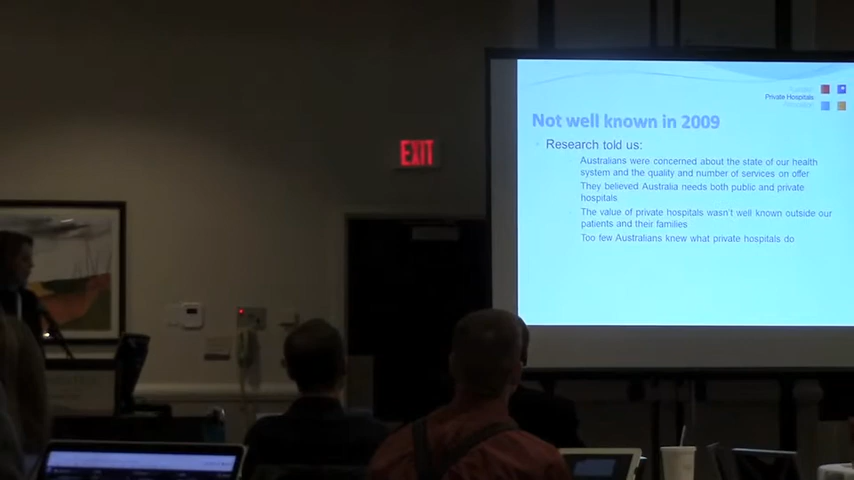 Private Hospitals
Not well known in 2009
EXIT
Research told us:
Australians were concerned about the state of our health
system and the quality and number of services on offer
They believed Australia needs both public and private
hospitals
The value of private hospitals wasn't well known outside our
patients and their families
Too few Australians knew what private hospitals do